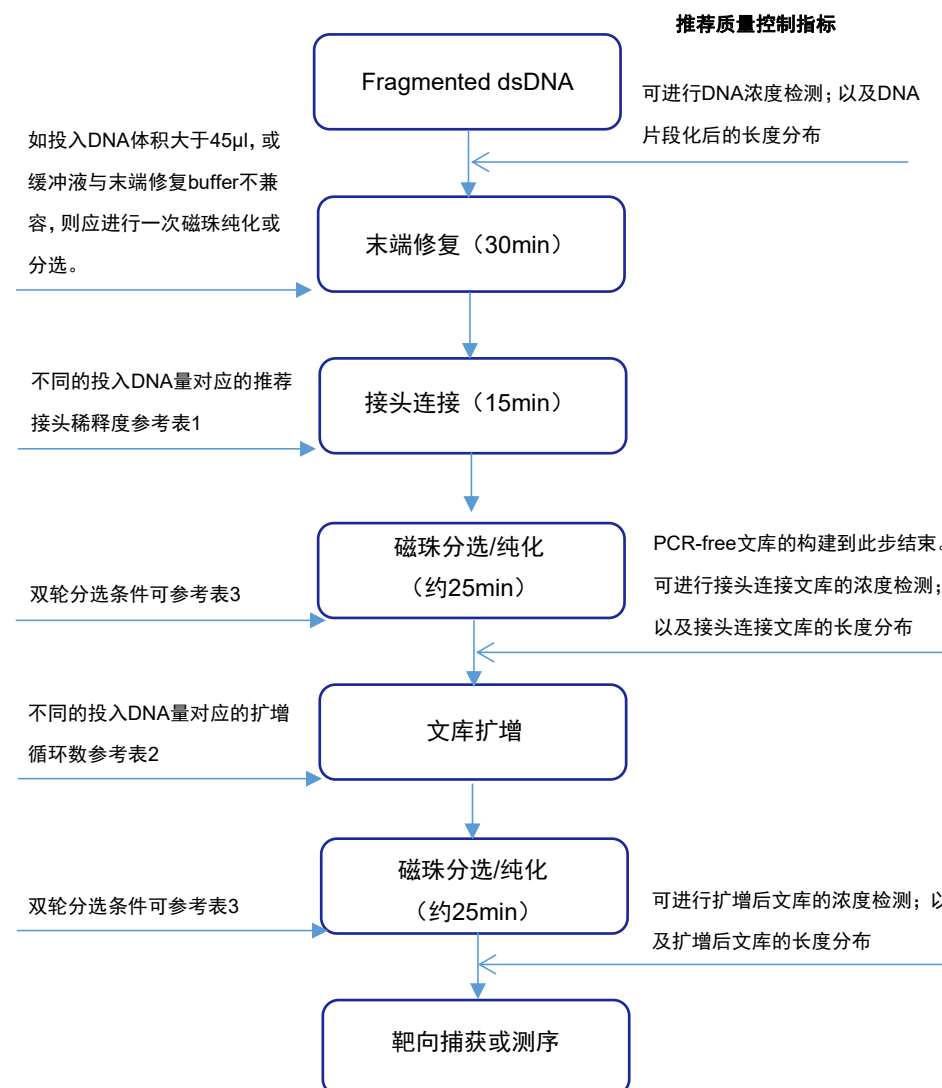 推荐质量控制指标
Fragmented dsDNA
可进行DNA浓度检测；以及DNA
片段化后的长度分布
如投入DNA体积大于45μl，或
缓冲液与末端修复buffer不兼
容，则应进行一次磁珠纯化或
分选。
末端修复（30min）
不同的投入DNA量对应的推荐
接头稀释度参考表1
接头连接（15min）
磁珠分选/纯化
（约25min）
双轮分选条件可参考表3
PCR-free文库的构建到此步结束。
可进行接头连接文库的浓度检测；
以及接头连接文库的长度分布
不同的投入DNA量对应的扩增
循环数参考表2
文库扩增
磁珠分选/纯化
（约25min）
双轮分选条件可参考表3
可进行扩增后文库的浓度检测；以
及扩增后文库的长度分布
靶向捕获或测序